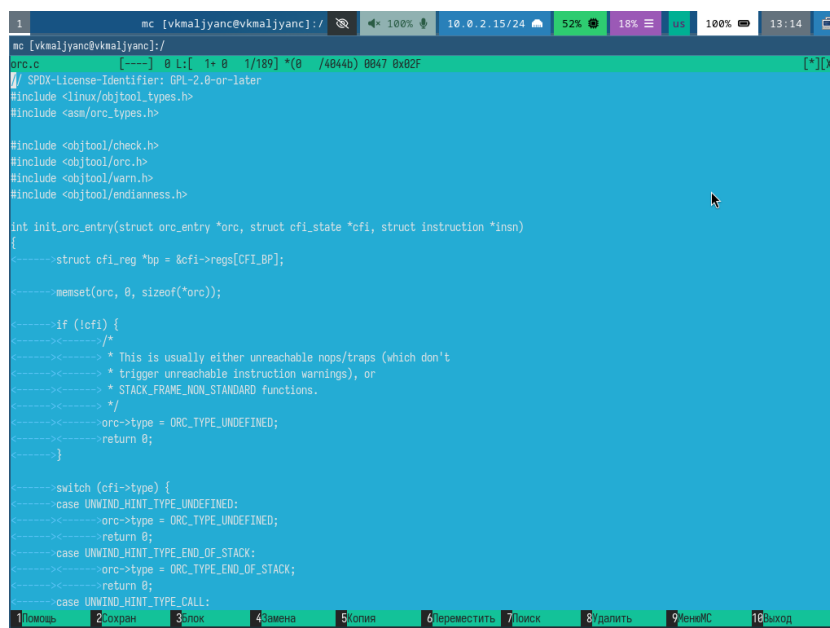 1 mc [vkmaljyanc@vkmaljyanc]:/ 100% 10.0.2.15/24 52% 18% us 100% 13:14
mc [vkmaljyanc@vkmaljyanc]:/
orc.c [----] 0 L:[ 1+ 0 1/189] *(0 /4044b) 0047 0x02F [*][X
// SPDX-License-Identifier: GPL-2.0-or-later
#include <linux/objtool_types.h>
#include <asm/orc_types.h>
#include <objtool/check.h>
#include <objtool/orc.h>
#include <objtool/warn.h>
#include <objtool/endianness.h>
int init_orc_entry(struct orc_entry *orc, struct cfi_state *cfi, struct instruction *insn)
{
<------>struct cfi_reg *bp = &cfi->regs[CFI_BP];
<------>memset(orc, 0, sizeof(*orc));
<------>if (!cfi) {
<------><------>/*
<------><------> * This is usually either unreachable nops/traps (which don't
<------><------> * trigger unreachable instruction warnings), or
<------><------> * STACK_FRAME_NON_STANDARD functions.
<------><------> */
<------><------>orc->type = ORC_TYPE_UNDEFINED;
<------><------>return 0;
<------>}
<------>switch (cfi->type) {
<------>case UNWIND_HINT_TYPE_UNDEFINED:
<------><------>orc->type = ORC_TYPE_UNDEFINED;
<------><------>return 0;
<------>case UNWIND_HINT_TYPE_END_OF_STACK:
<------><------>orc->type = ORC_TYPE_END_OF_STACK;
<------><------>return 0;
<------>case UNWIND_HINT_TYPE_CALL:
1Помощь 2Сохран 3Блок 4Замена 5Копия 6Переместить 7Поиск 8Удалить 9МенюМС 10Выход